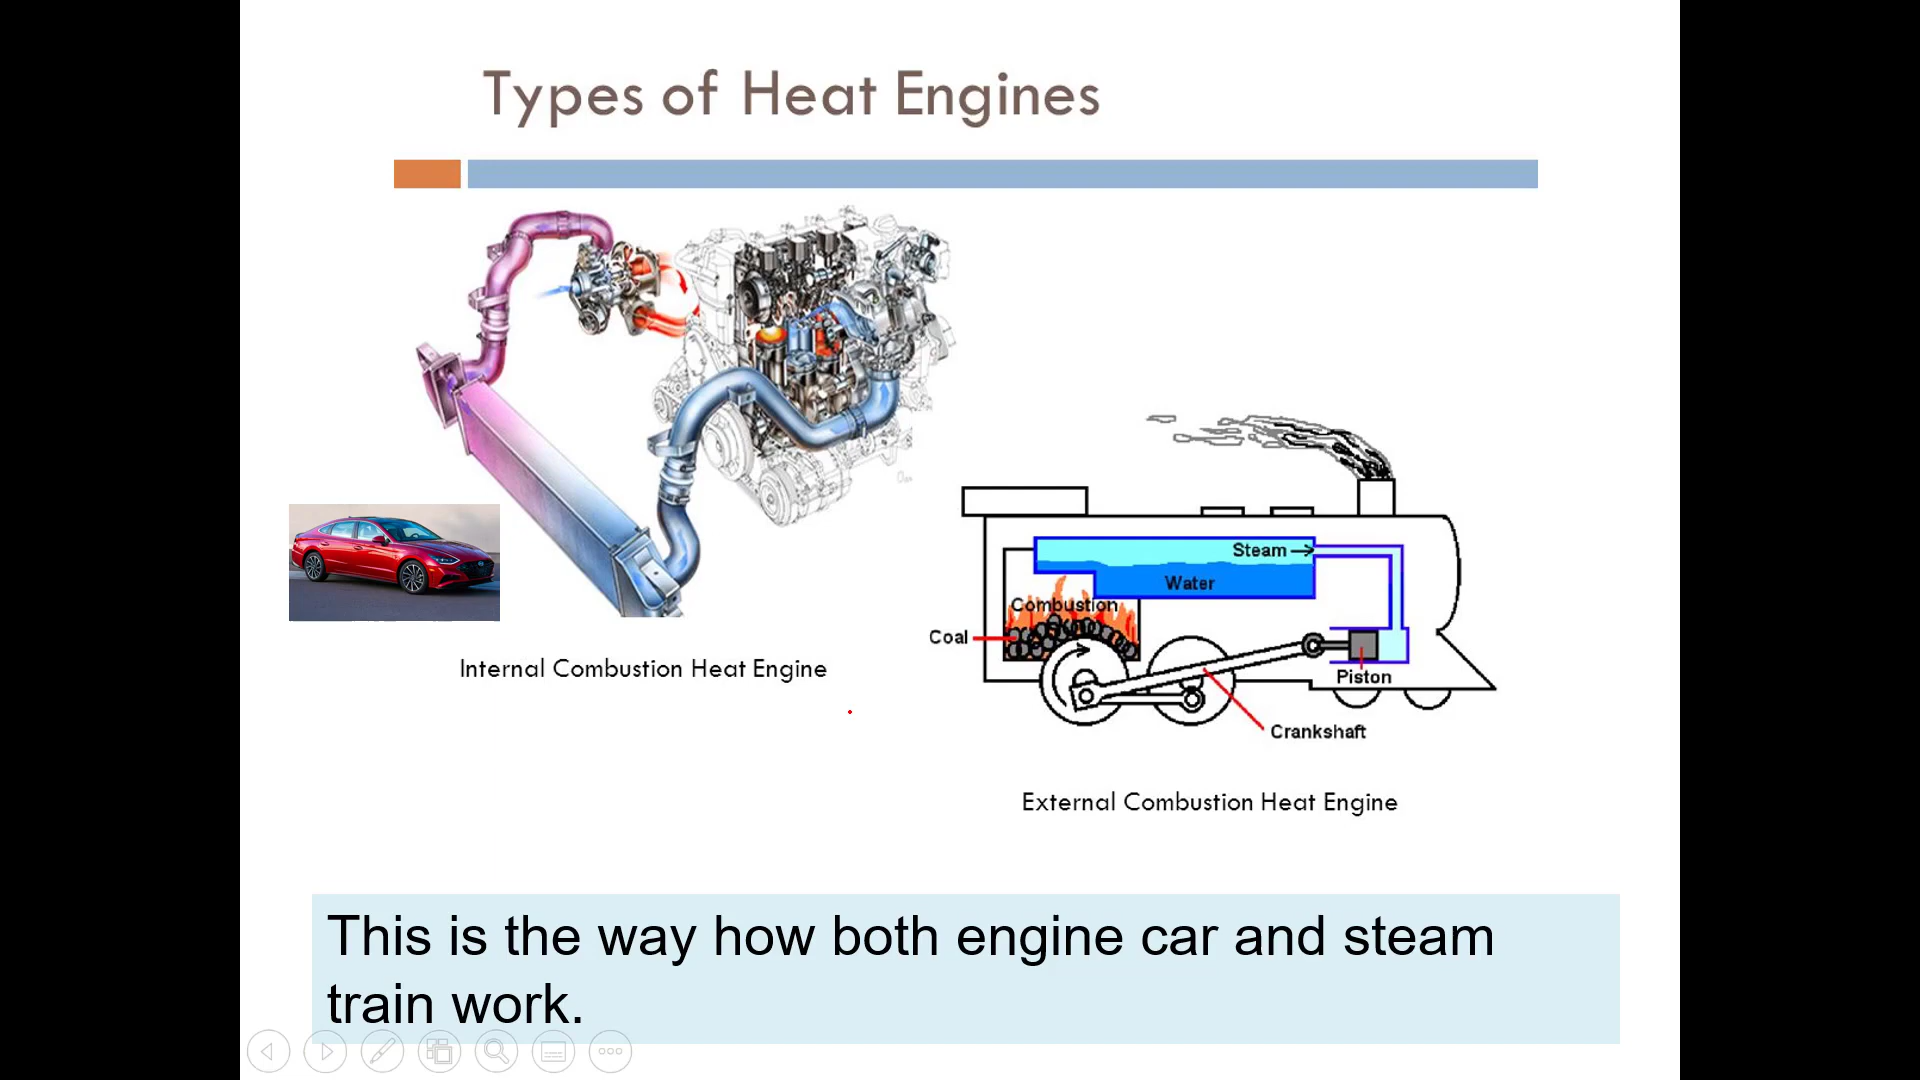 Types of Heat Engines
Internal Combustion Heat Engine
Steam
Water
Combustion
Coal
Piston
Crankshaft
External Combustion Heat Engine
This is the way how both engine car and steam
train work.